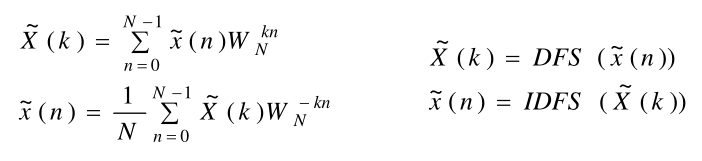 X̃(k) = Σ_{n=0}^{N-1} x̃(n)W_N^{kn}
x̃(n) = 1/N Σ_{n=0}^{N-1} X̃(k)W_N^{-kn}
X̃(k) = DFS (x̃(n))
x̃(n) = IDFS (X̃(k))